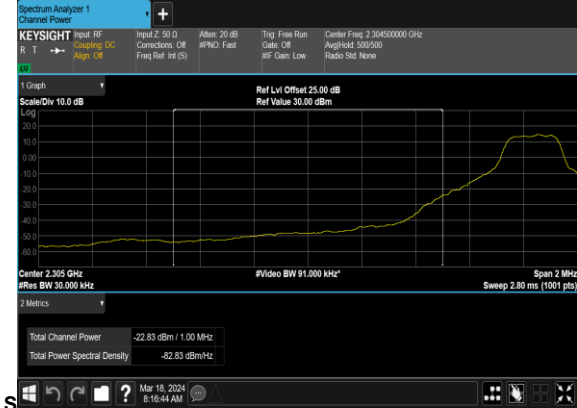 Spectrum Analyzer 1
Channel Power
+
KEYSIGHT Input: RF Input Z: 50 Ω Atten: 20 dB Trig: Free Run Center Freq: 2.304500000 GHz
R T Coupling: DC Corrections: Off #PNO: Fast Gate: Off Avg|Hold: 500/500
Align: Off Freq Ref: Int (S) #IF Gain: Low Radio Std: None
LXI
1 Graph
Ref Lvl Offset 25.00 dB
Scale/Div 10.0 dB Ref Value 30.00 dBm
Log
20.0
10.0
0.00
-10.0
-20.0
-30.0
-40.0
-50.0
-60.0
Center 2.305 GHz #Video BW 91.000 kHz* Span 2 MHz
#Res BW 30.000 kHz Sweep 2.80 ms (1001 pts)
2 Metrics
Total Channel Power -22.83 dBm / 1.00 MHz
Total Power Spectral Density -82.83 dBm/Hz
S
?
Mar 18, 2024
8:16:44 AM